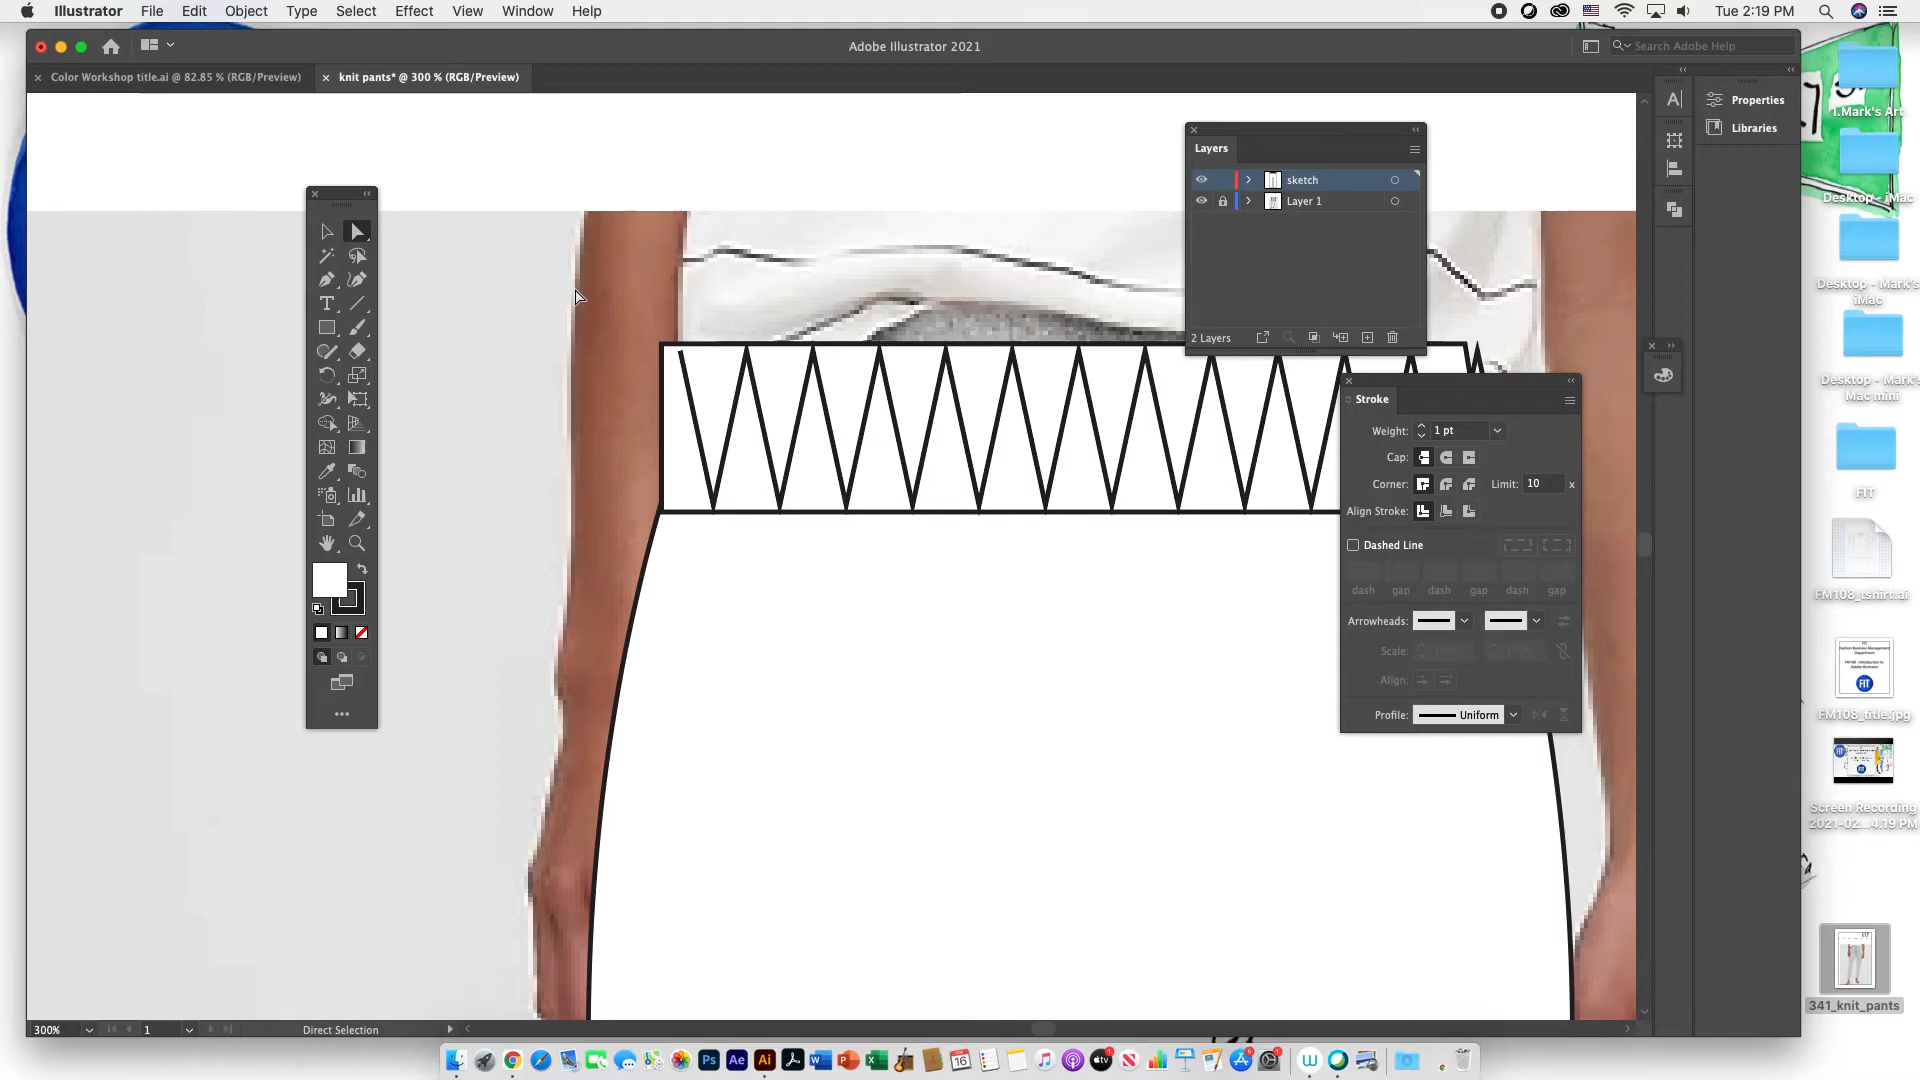 Illustrator File Edit Object Type Select Effect View Window Help
Tue 2:19 PM
Adobe Illustrator 2021
Search Adobe Help
Color Workshop title.ai @ 82.85 % (RGB/Preview)
knit pants* @ 300 % (RGB/Preview)
Properties
Libraries
Layers
sketch
Layer 1
2 Layers
Stroke
Weight: 1 pt
Cap:
Corner: Limit: 10 x
Align Stroke:
Dashed Line
dash gap dash gap dash gap
Arrowheads:
Scale:
Align:
Profile: Uniform
300% 1 Direct Selection
I.Mark's Art
Desktop - iMac
Desktop - Mark's
iMac
Desktop - Mark's
Mac mini
FIT
FM108_tshirt.ai
FM108_title.jpg
Screen Recording
2021-02...4.19 PM
341_knit_pants